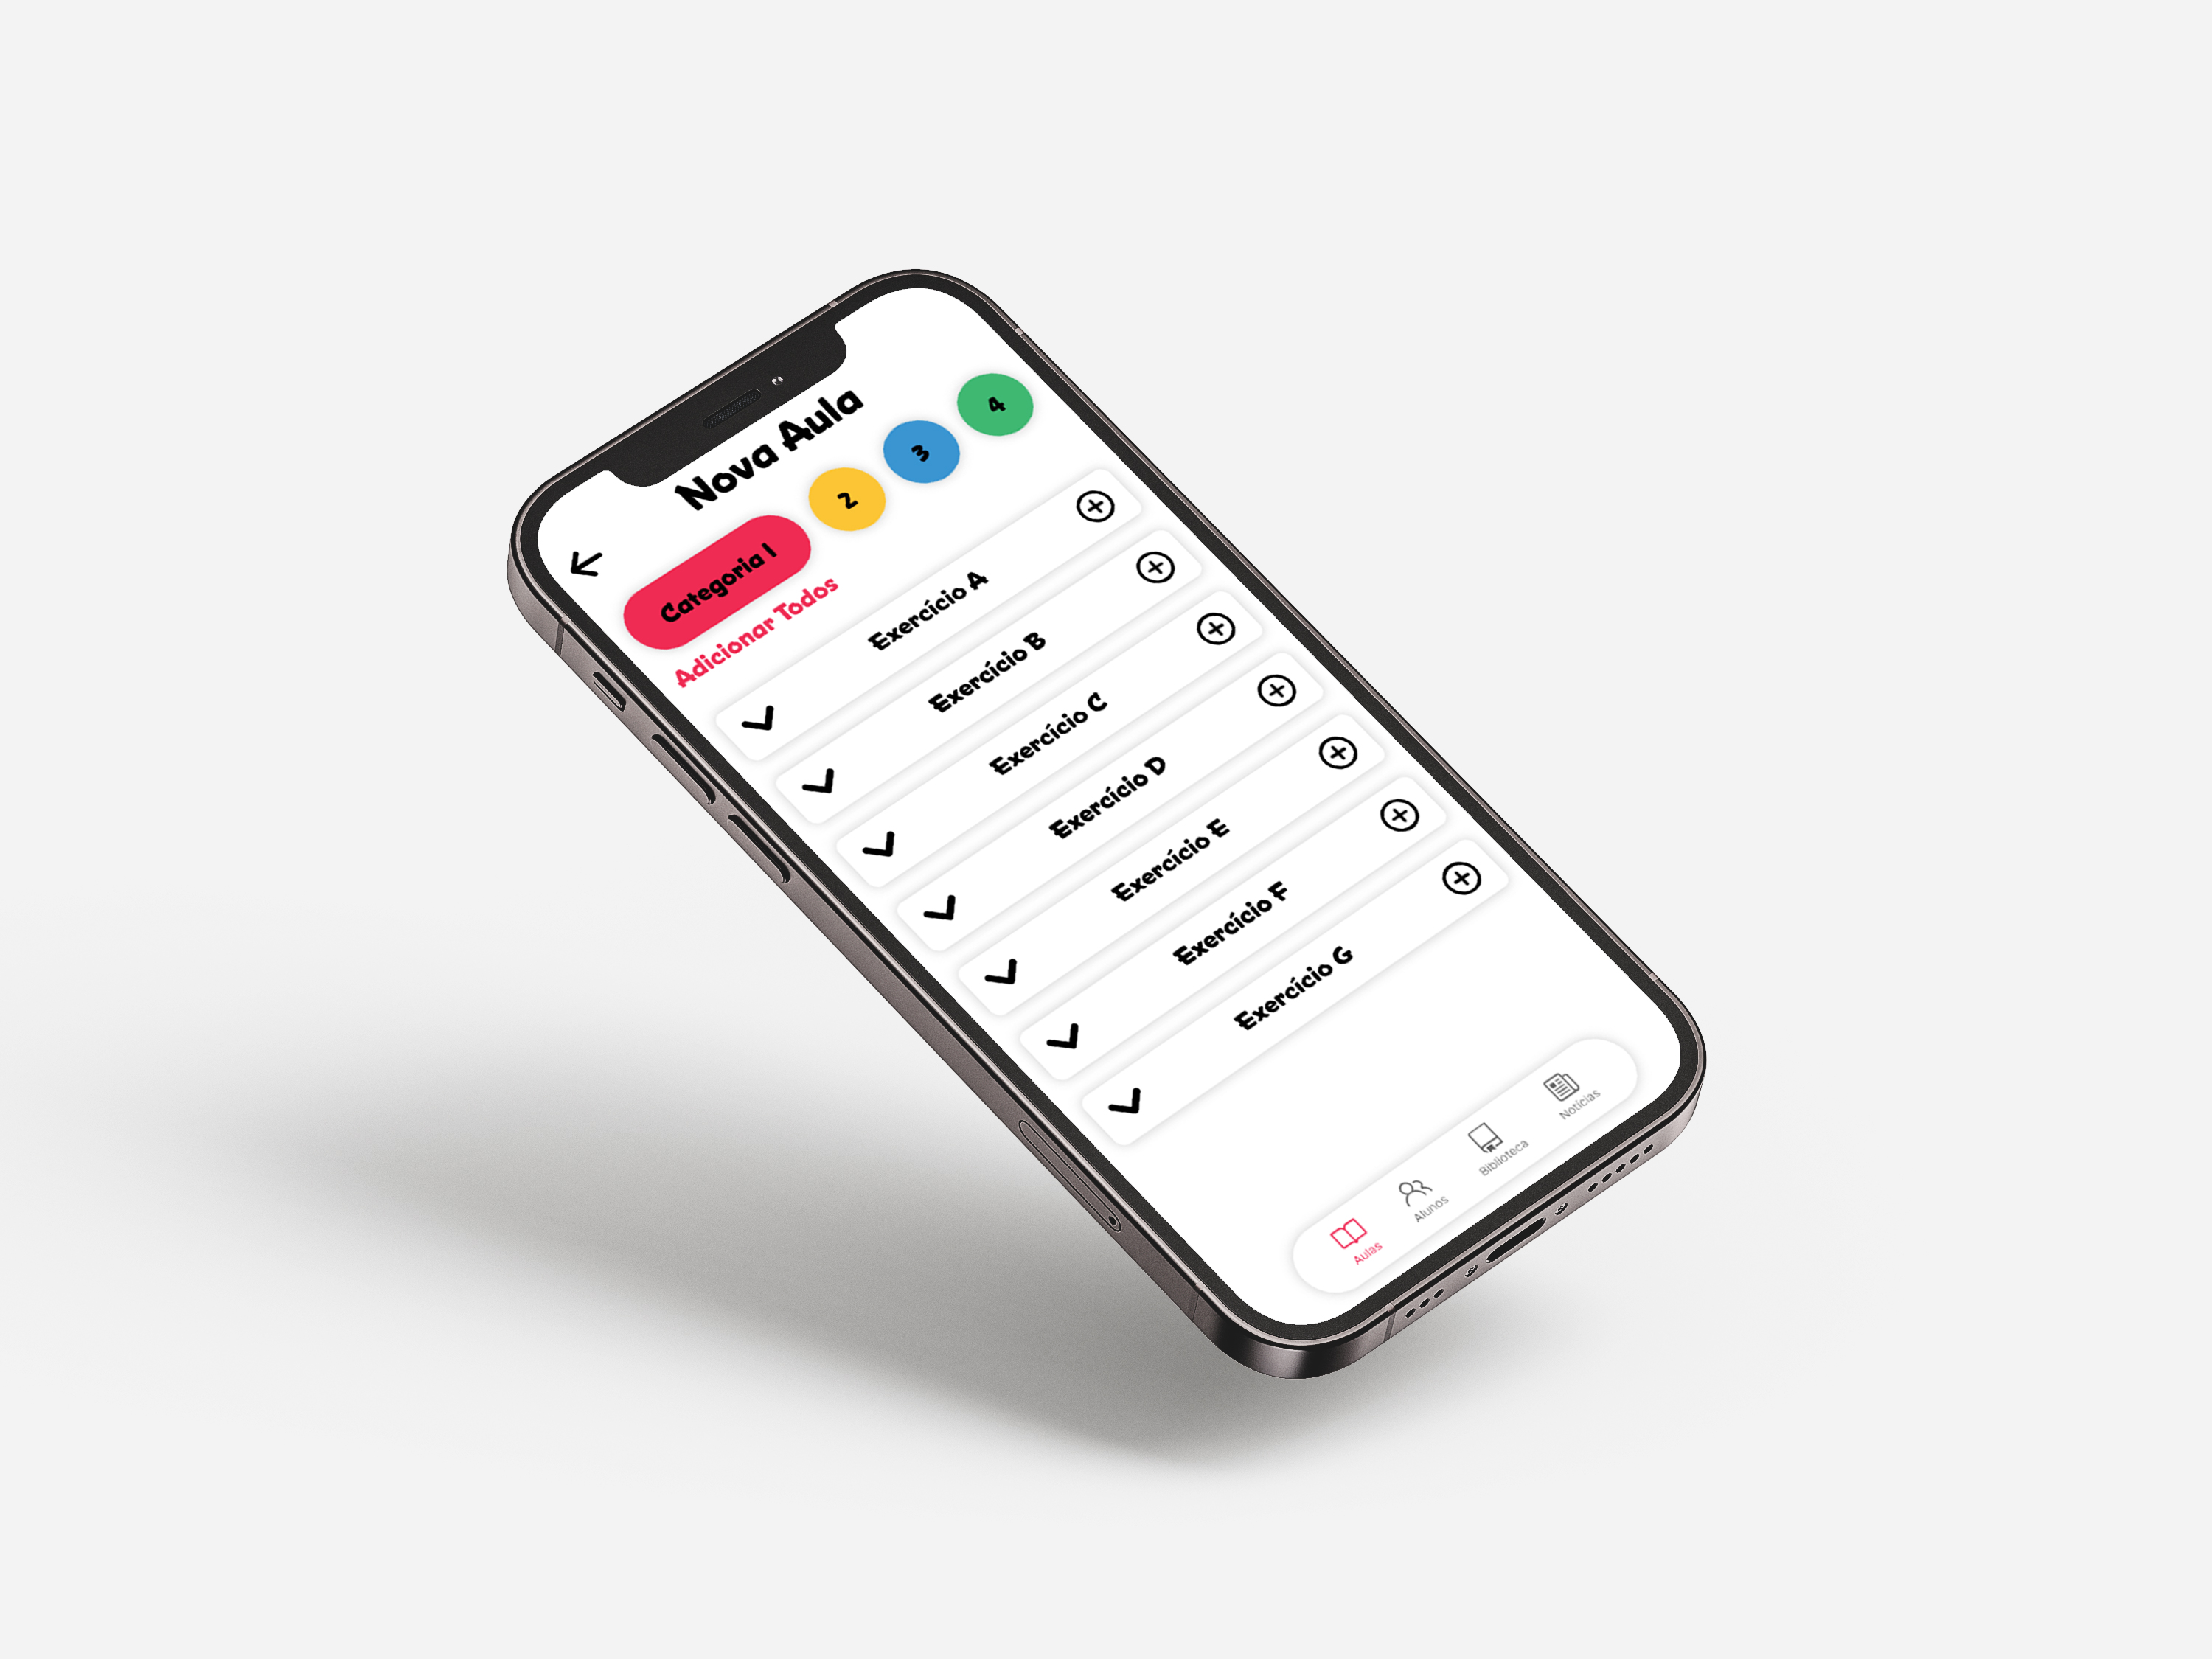 Nova Aula
Categoria 1
2
3
4
Adicionar Todos
Exercício A
Exercício B
Exercício C
Exercício D
Exercício E
Exercício F
Exercício G
Aulas
Alunos
Biblioteca
Notícias